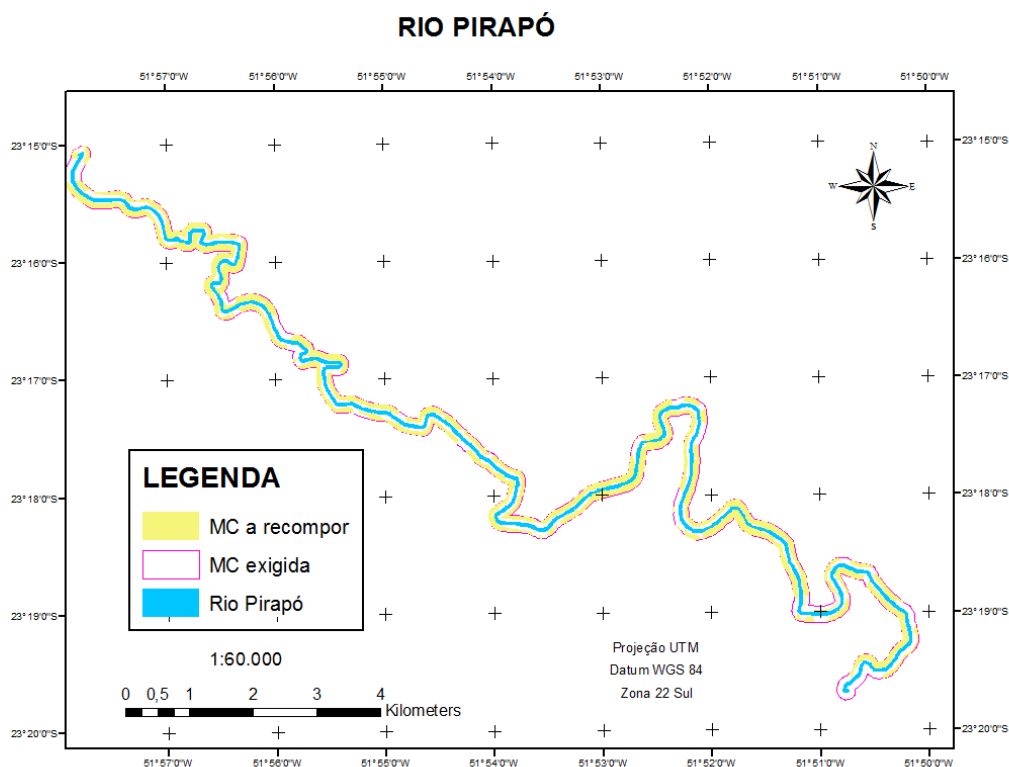 RIO PIRAPÓ
51°57'0"W 51°56'0"W 51°55'0"W 51°54'0"W 51°53'0"W 51°52'0"W 51°51'0"W 51°50'0"W
23°15'0"S 23°15'0"S
N
W E
S
23°16'0"S 23°16'0"S
23°17'0"S 23°17'0"S
LEGENDA
23°18'0"S 23°18'0"S
MC a recompor
MC exigida
Rio Pirapó
23°19'0"S 23°19'0"S
1:60.000
Projeção UTM
Datum WGS 84
Zona 22 Sul
0 0,5 1 2 3 4
Kilometers
23°20'0"S 23°20'0"S
51°57'0"W 51°56'0"W 51°55'0"W 51°54'0"W 51°53'0"W 51°52'0"W 51°51'0"W 51°50'0"W